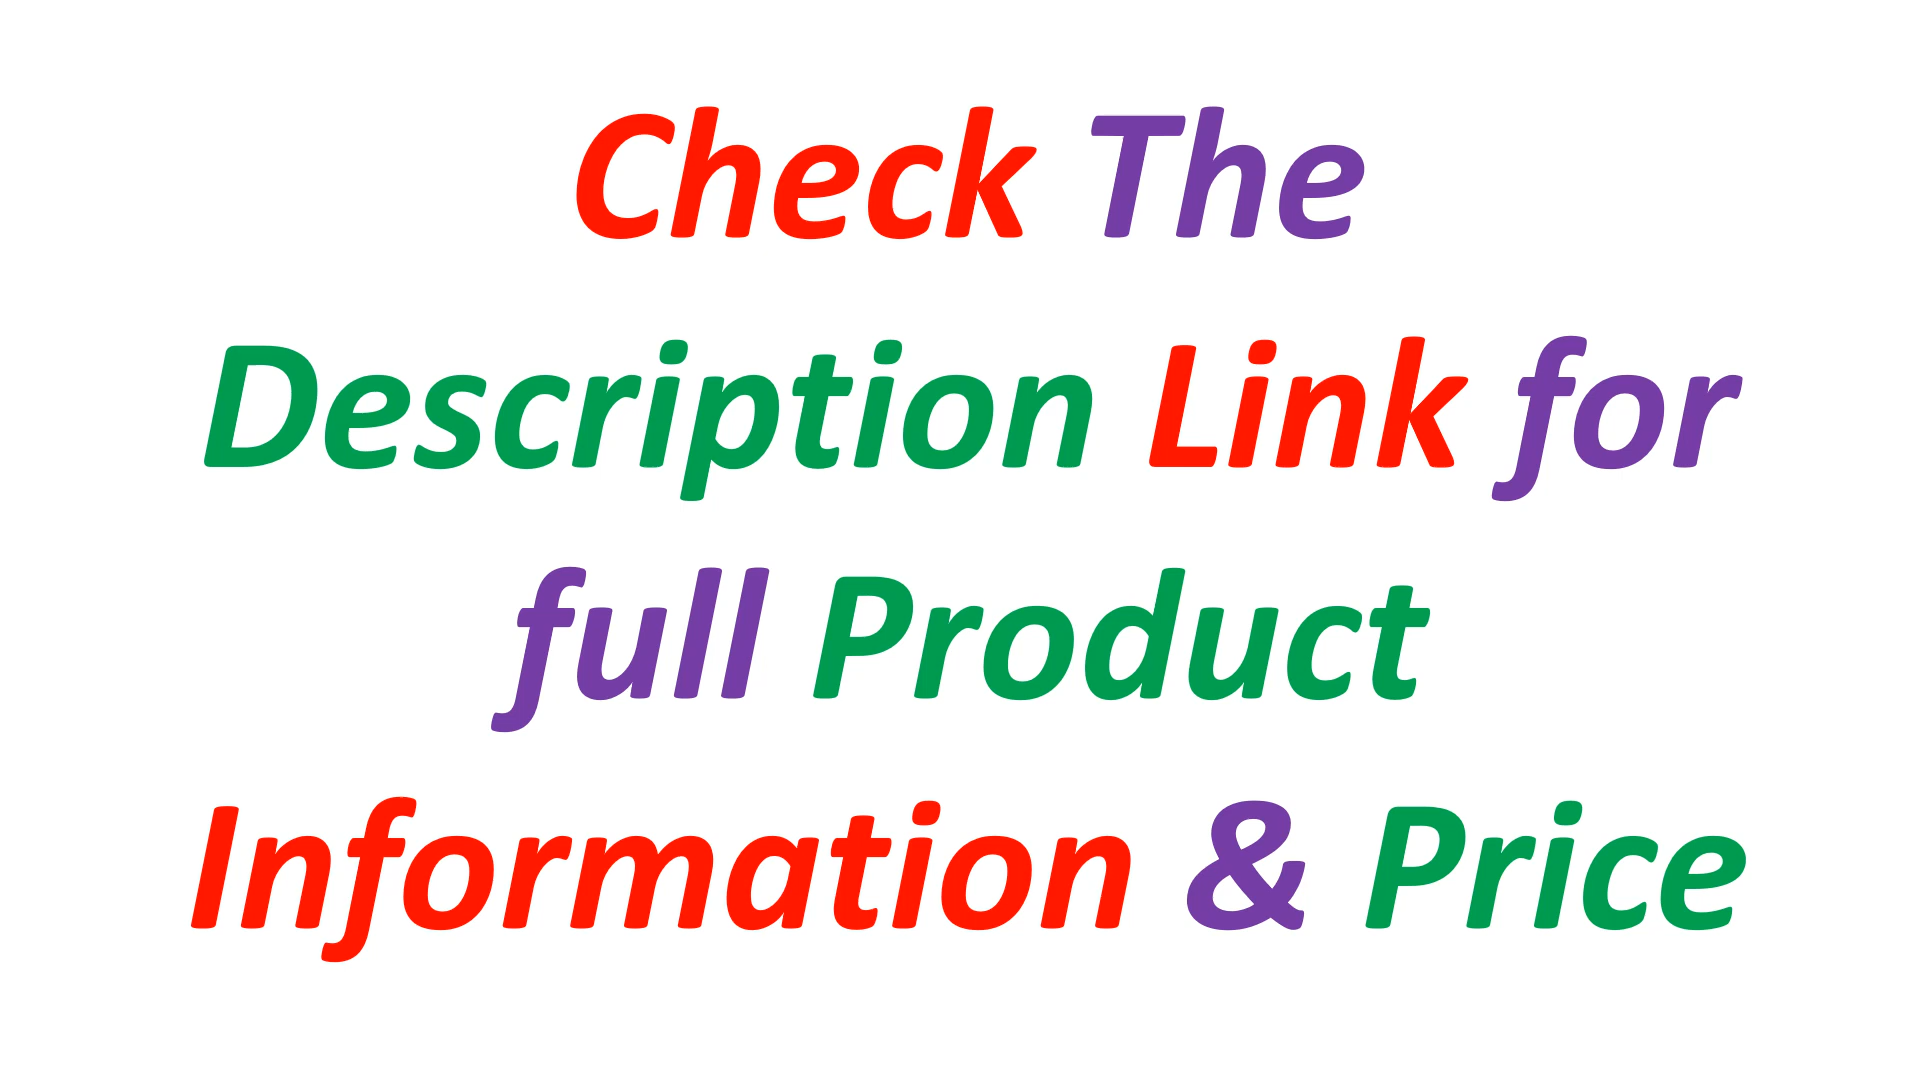 Check The
Description Link for
full Product
Information & Price